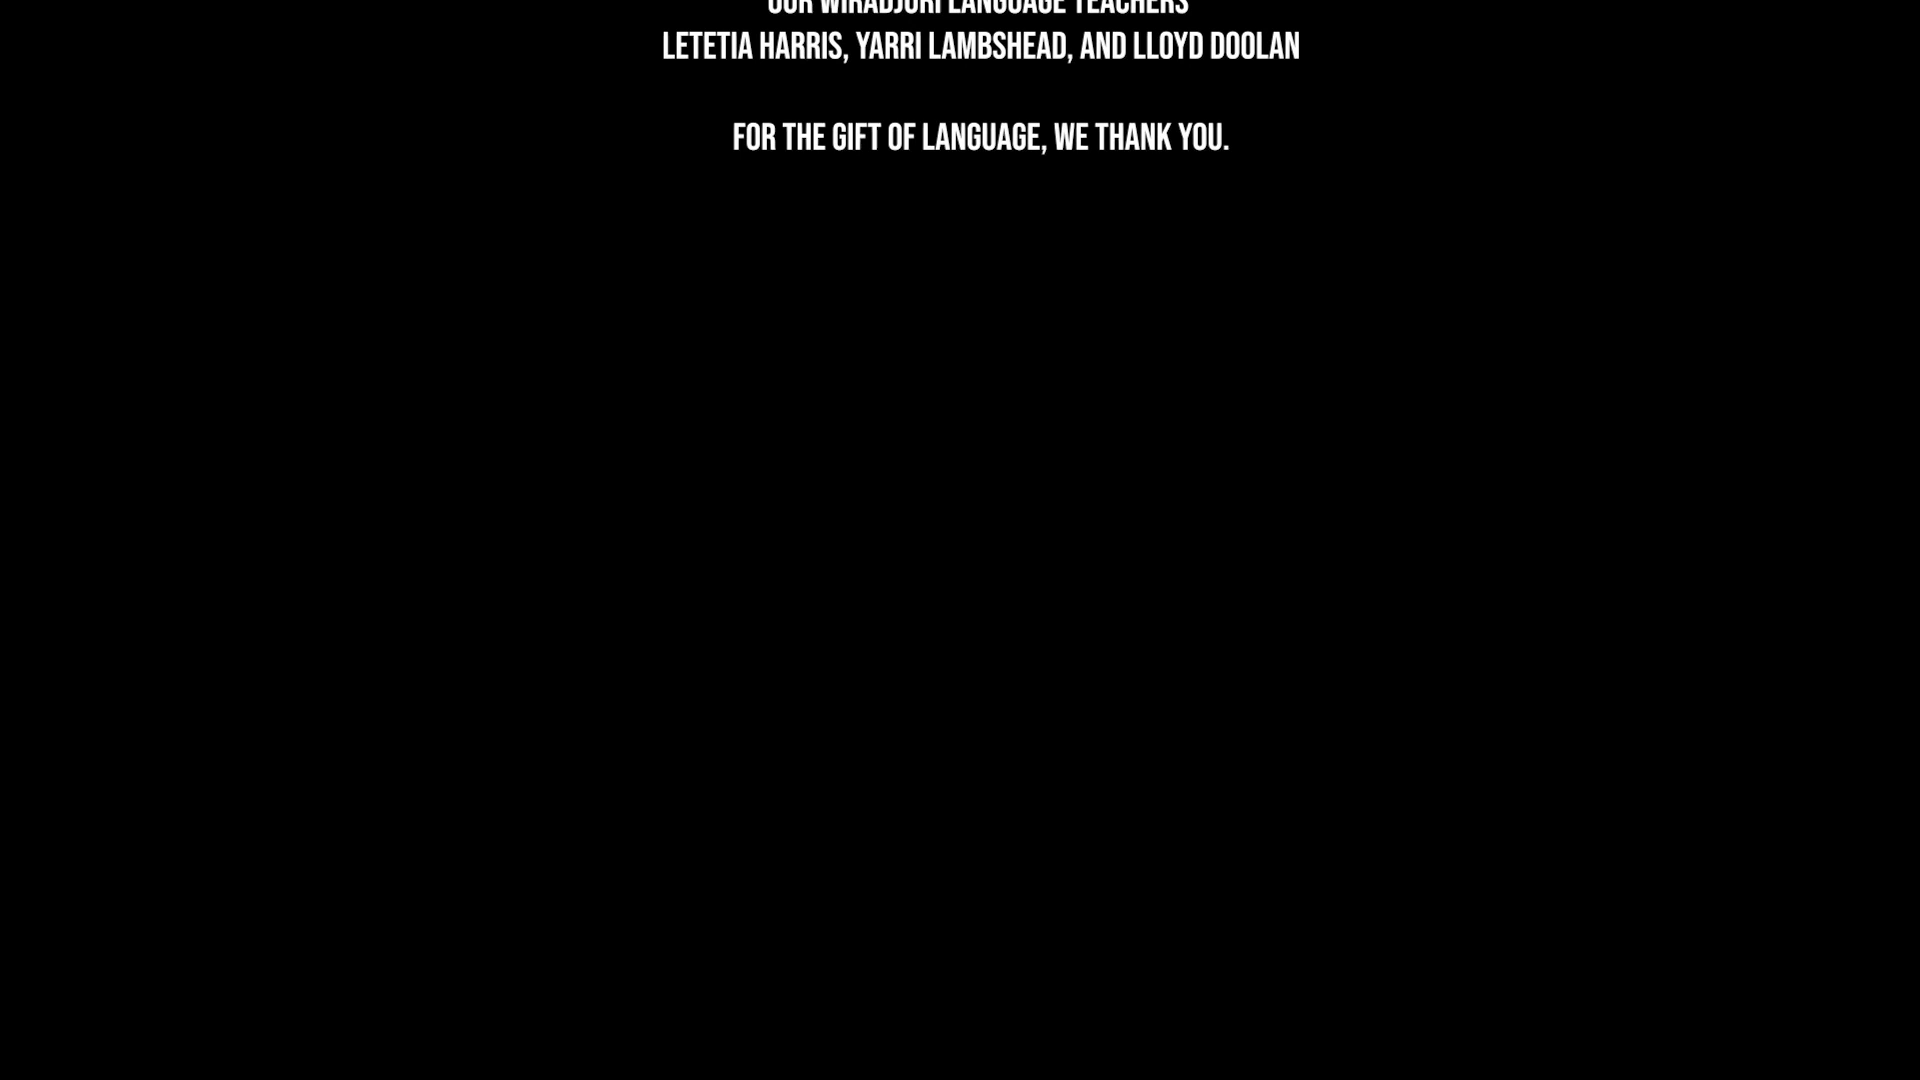 OUR WIRADJURI LANGUAGE TEACHERS
LETETIA HARRIS, YARRI LAMBSHEAD, AND LLOYD DOOLAN
FOR THE GIFT OF LANGUAGE, WE THANK YOU.